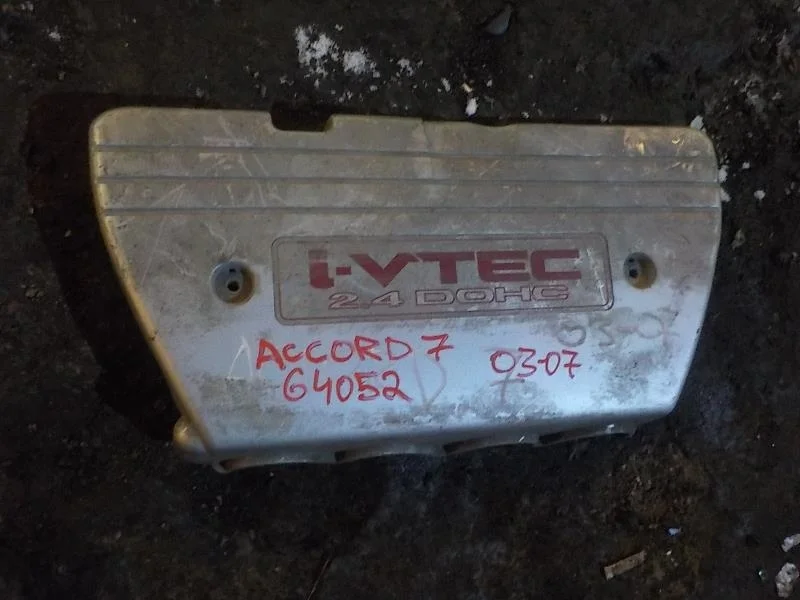 i-VTEC
2.4 DOHC
ACCORD 7 03-07
64052